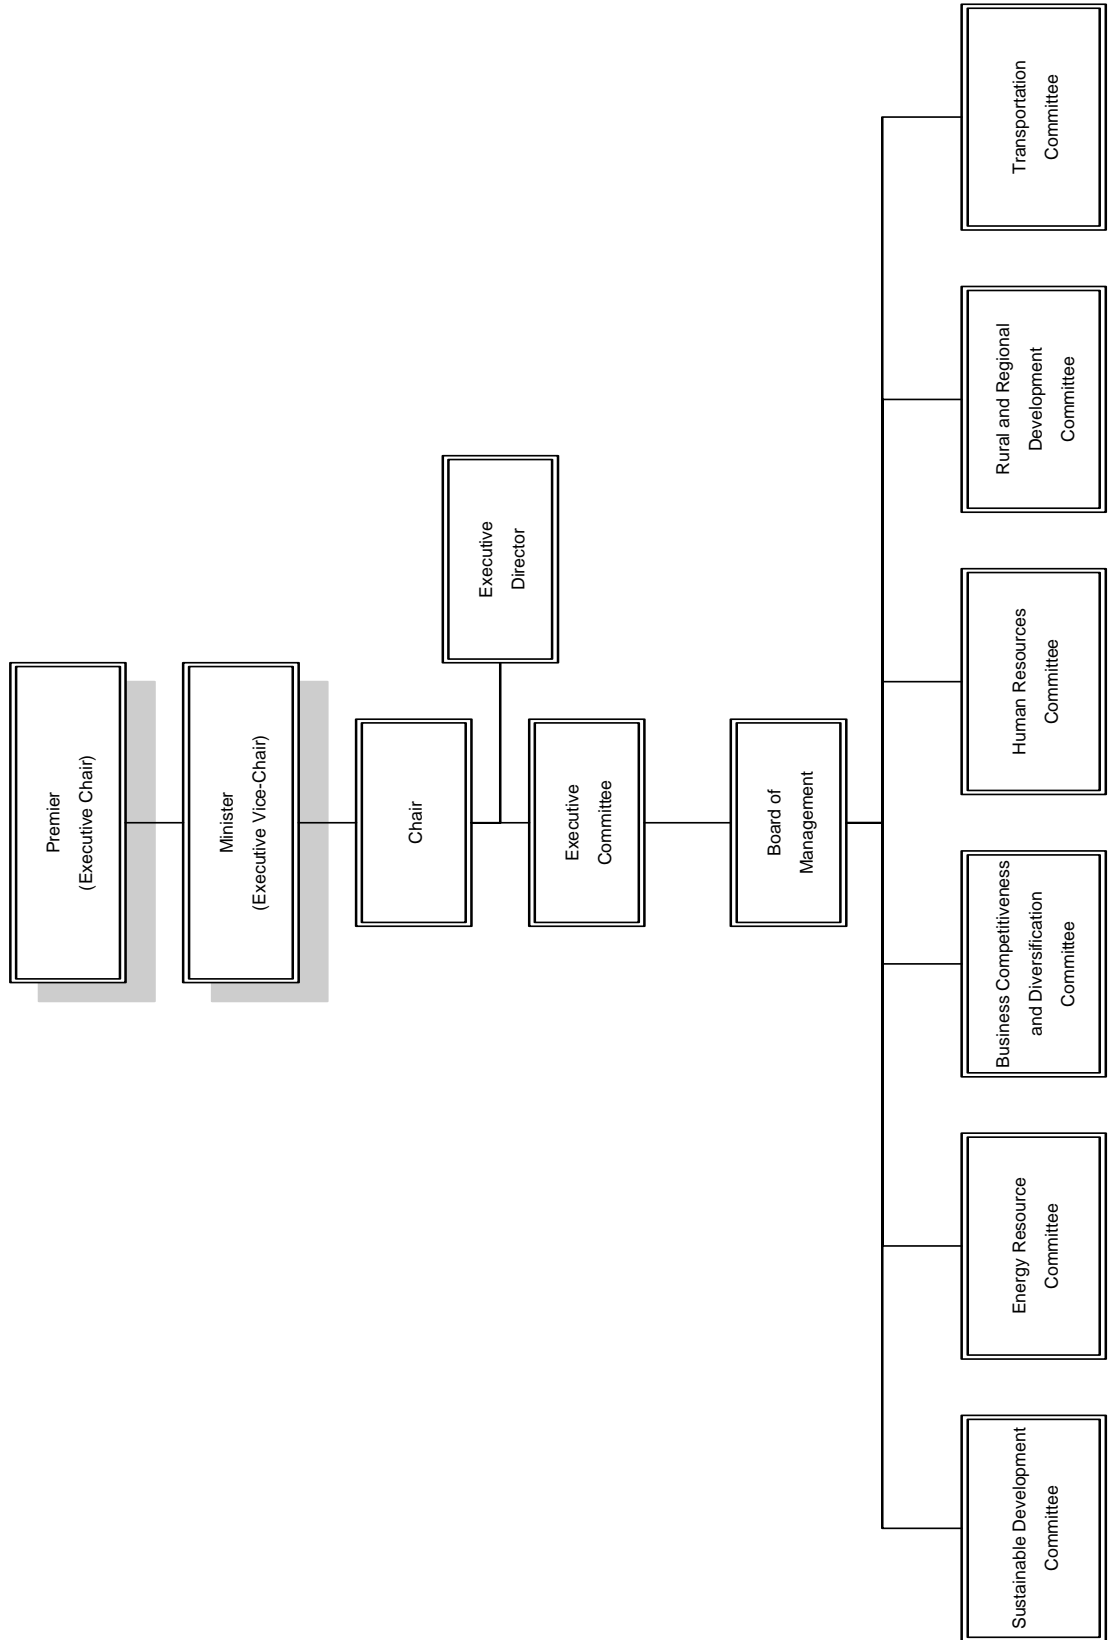 Premier
(Executive Chair)
Minister
(Executive Vice-Chair)
Chair
Executive
Director
Executive
Committee
Board of
Management
Sustainable Development
Committee
Energy Resource
Committee
Business Competitiveness
and Diversification
Committee
Human Resources
Committee
Rural and Regional
Development
Committee
Transportation
Committee